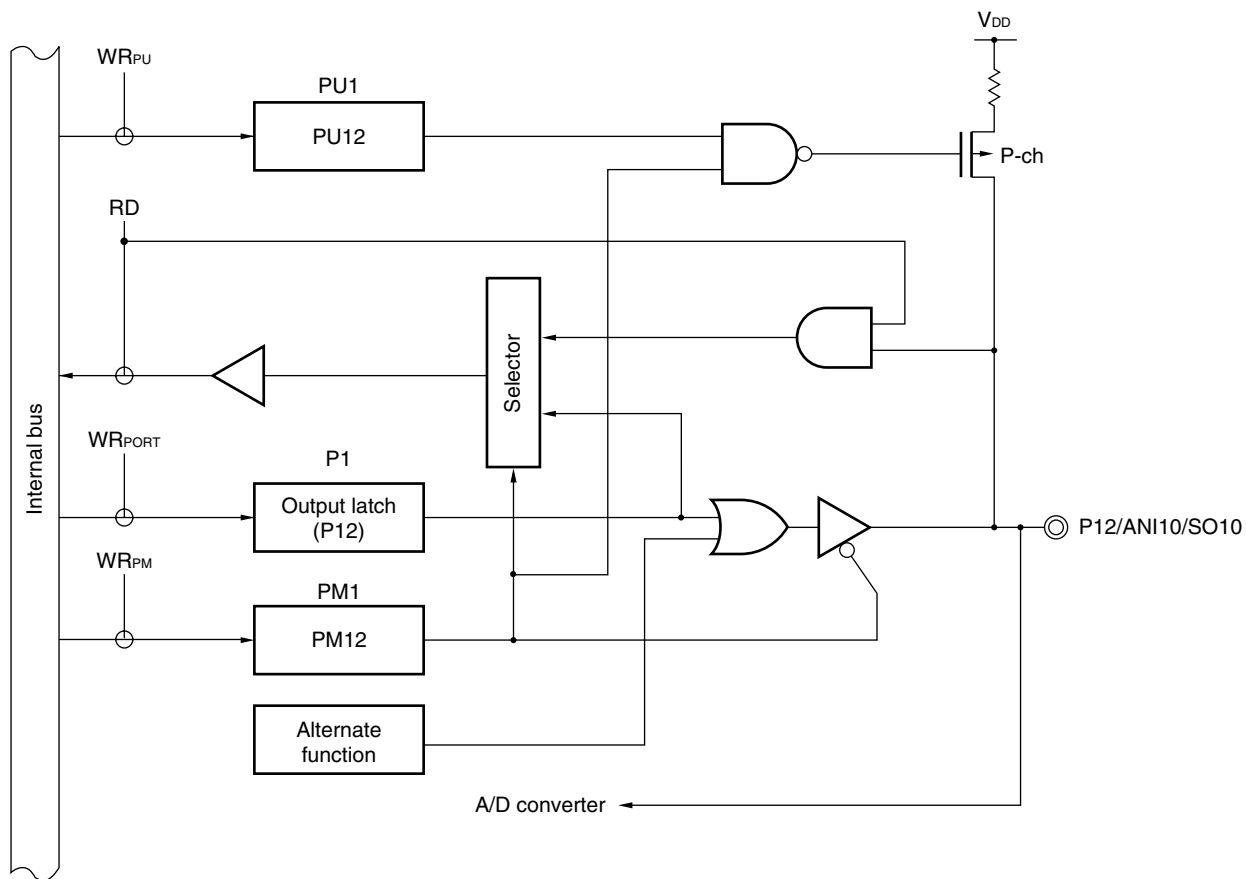 VDD
WRPU
PU1
PU12
P-ch
RD
Selector
Internal bus
WRPORT
P1
Output latch
(P12)
P12/ANI10/SO10
WRPM
PM1
PM12
Alternate
function
A/D converter